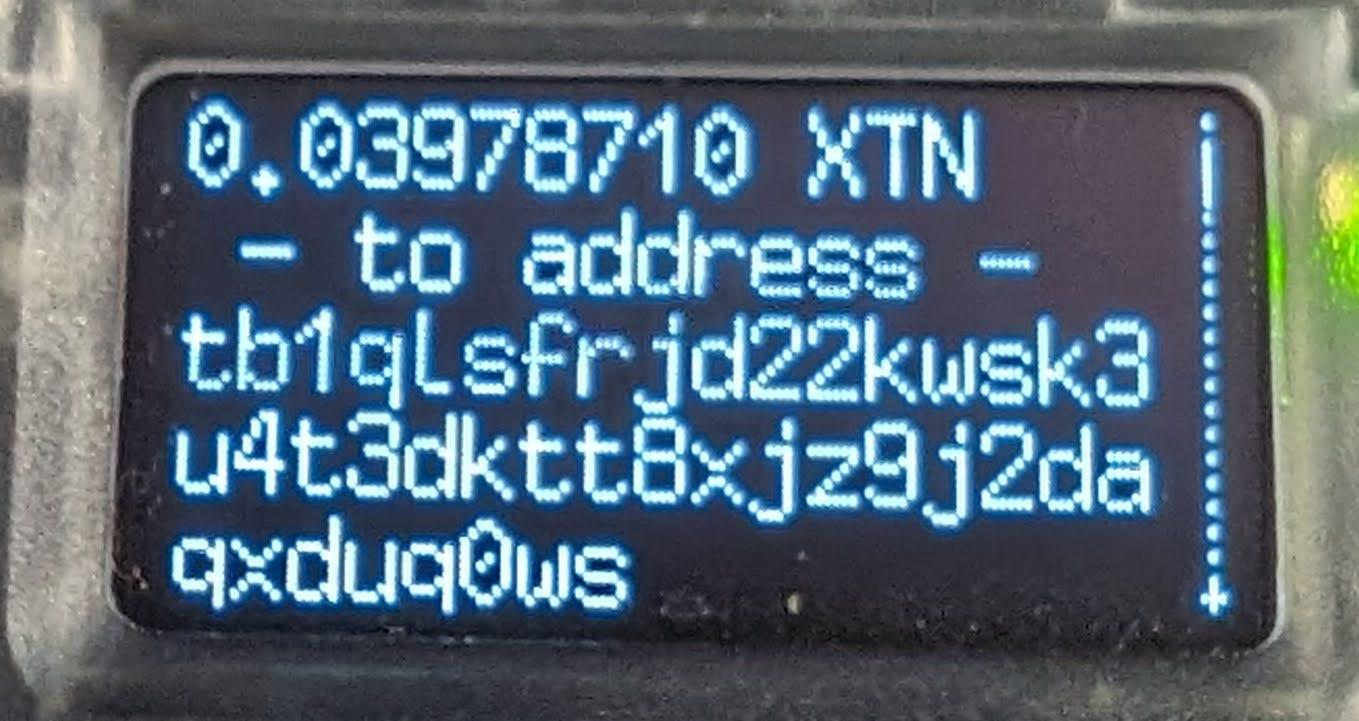 0.03978710 XTN
- to address -
tb1qlsfrjd22kwsk3
u4t3dktt8xjz9j2da
qxduq0ws